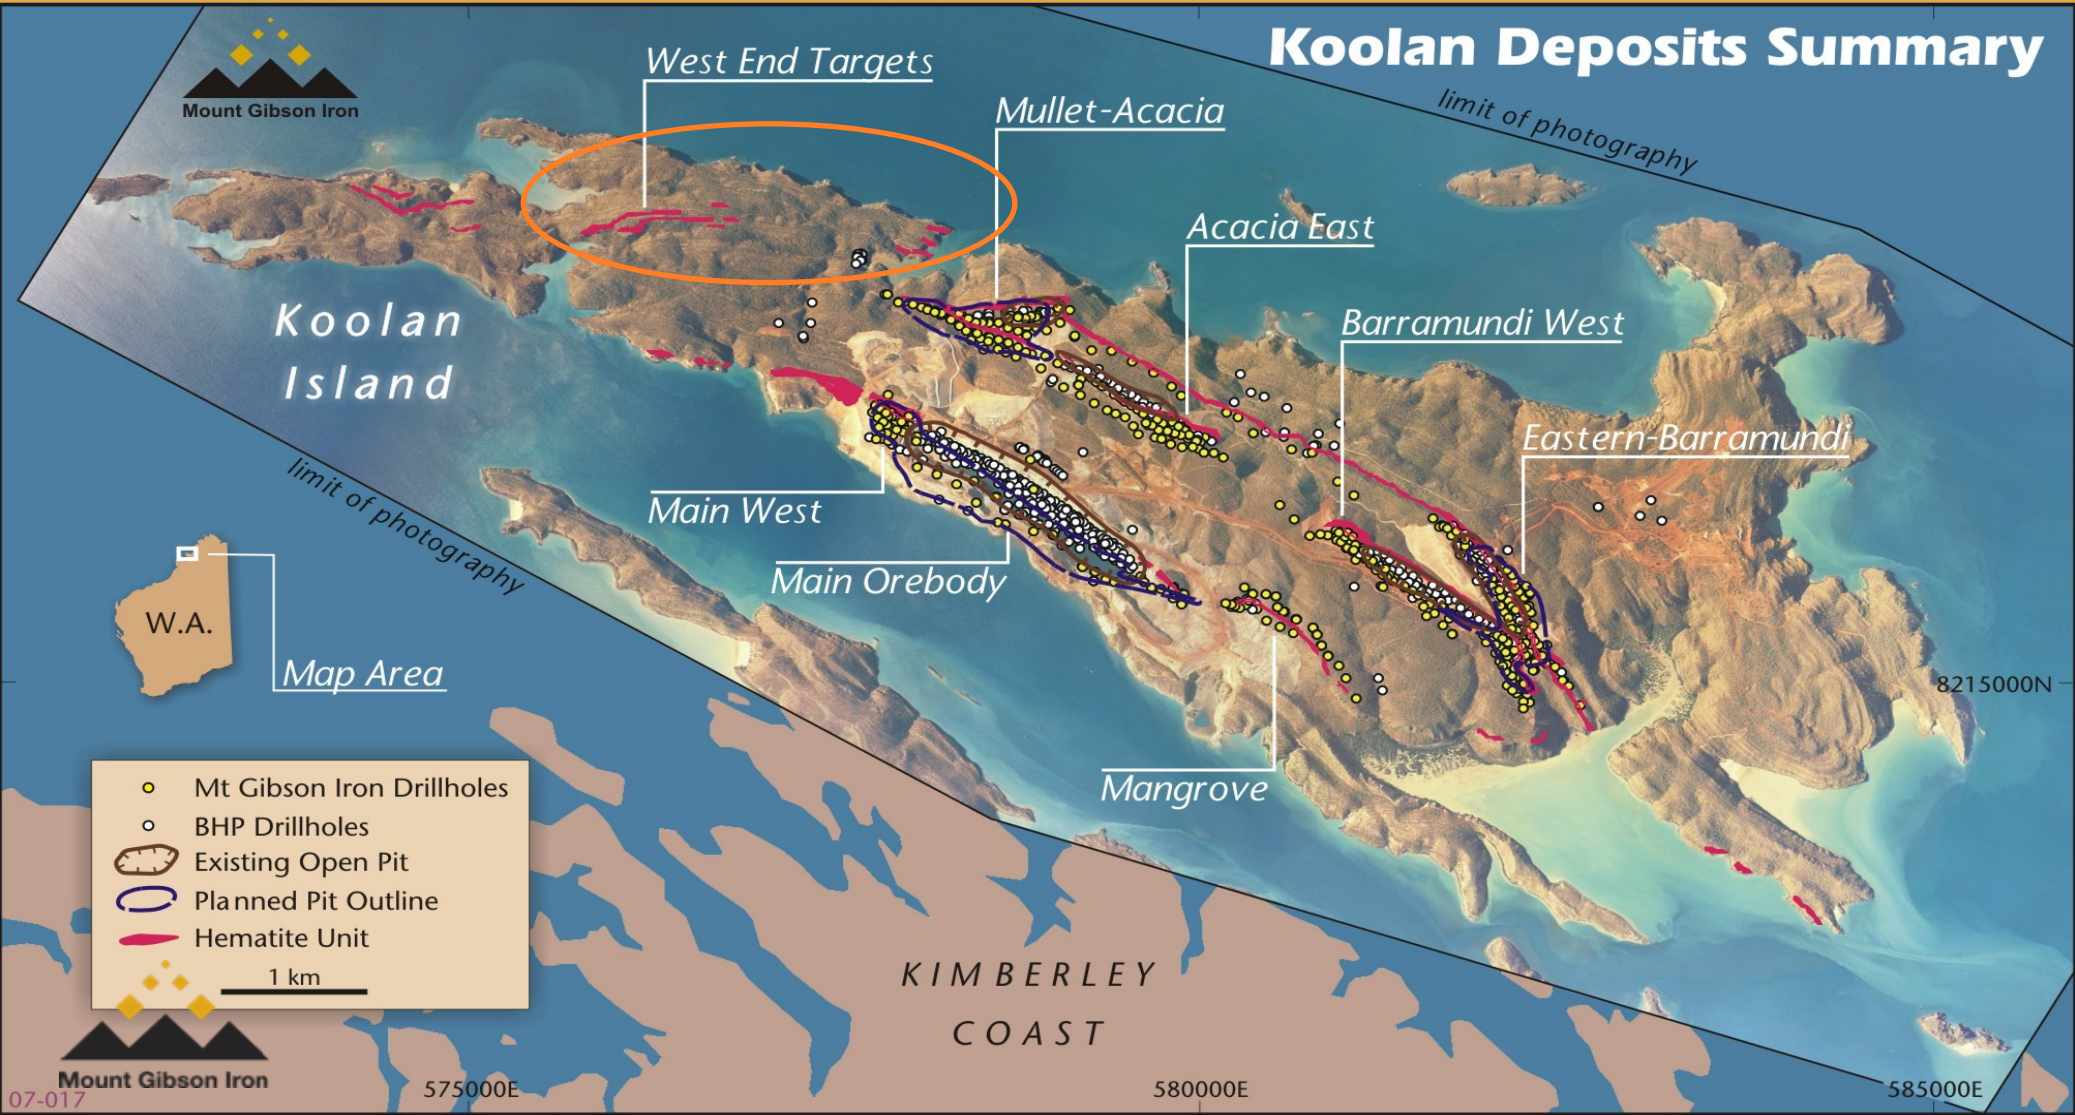 Koolan Deposits Summary
Mount Gibson Iron
West End Targets
limit of photography
Mullet-Acacia
Acacia East
Koolan
Island
Barramundi West
Eastern-Barramundi
limit of photography
Main West
Main Orebody
W.A.
Map Area
8215000N
Mangrove
Mt Gibson Iron Drillholes
BHP Drillholes
Existing Open Pit
Planned Pit Outline
Hematite Unit
1 km
KIMBERLEY
COAST
Mount Gibson Iron
07-017
575000E
580000E
585000E